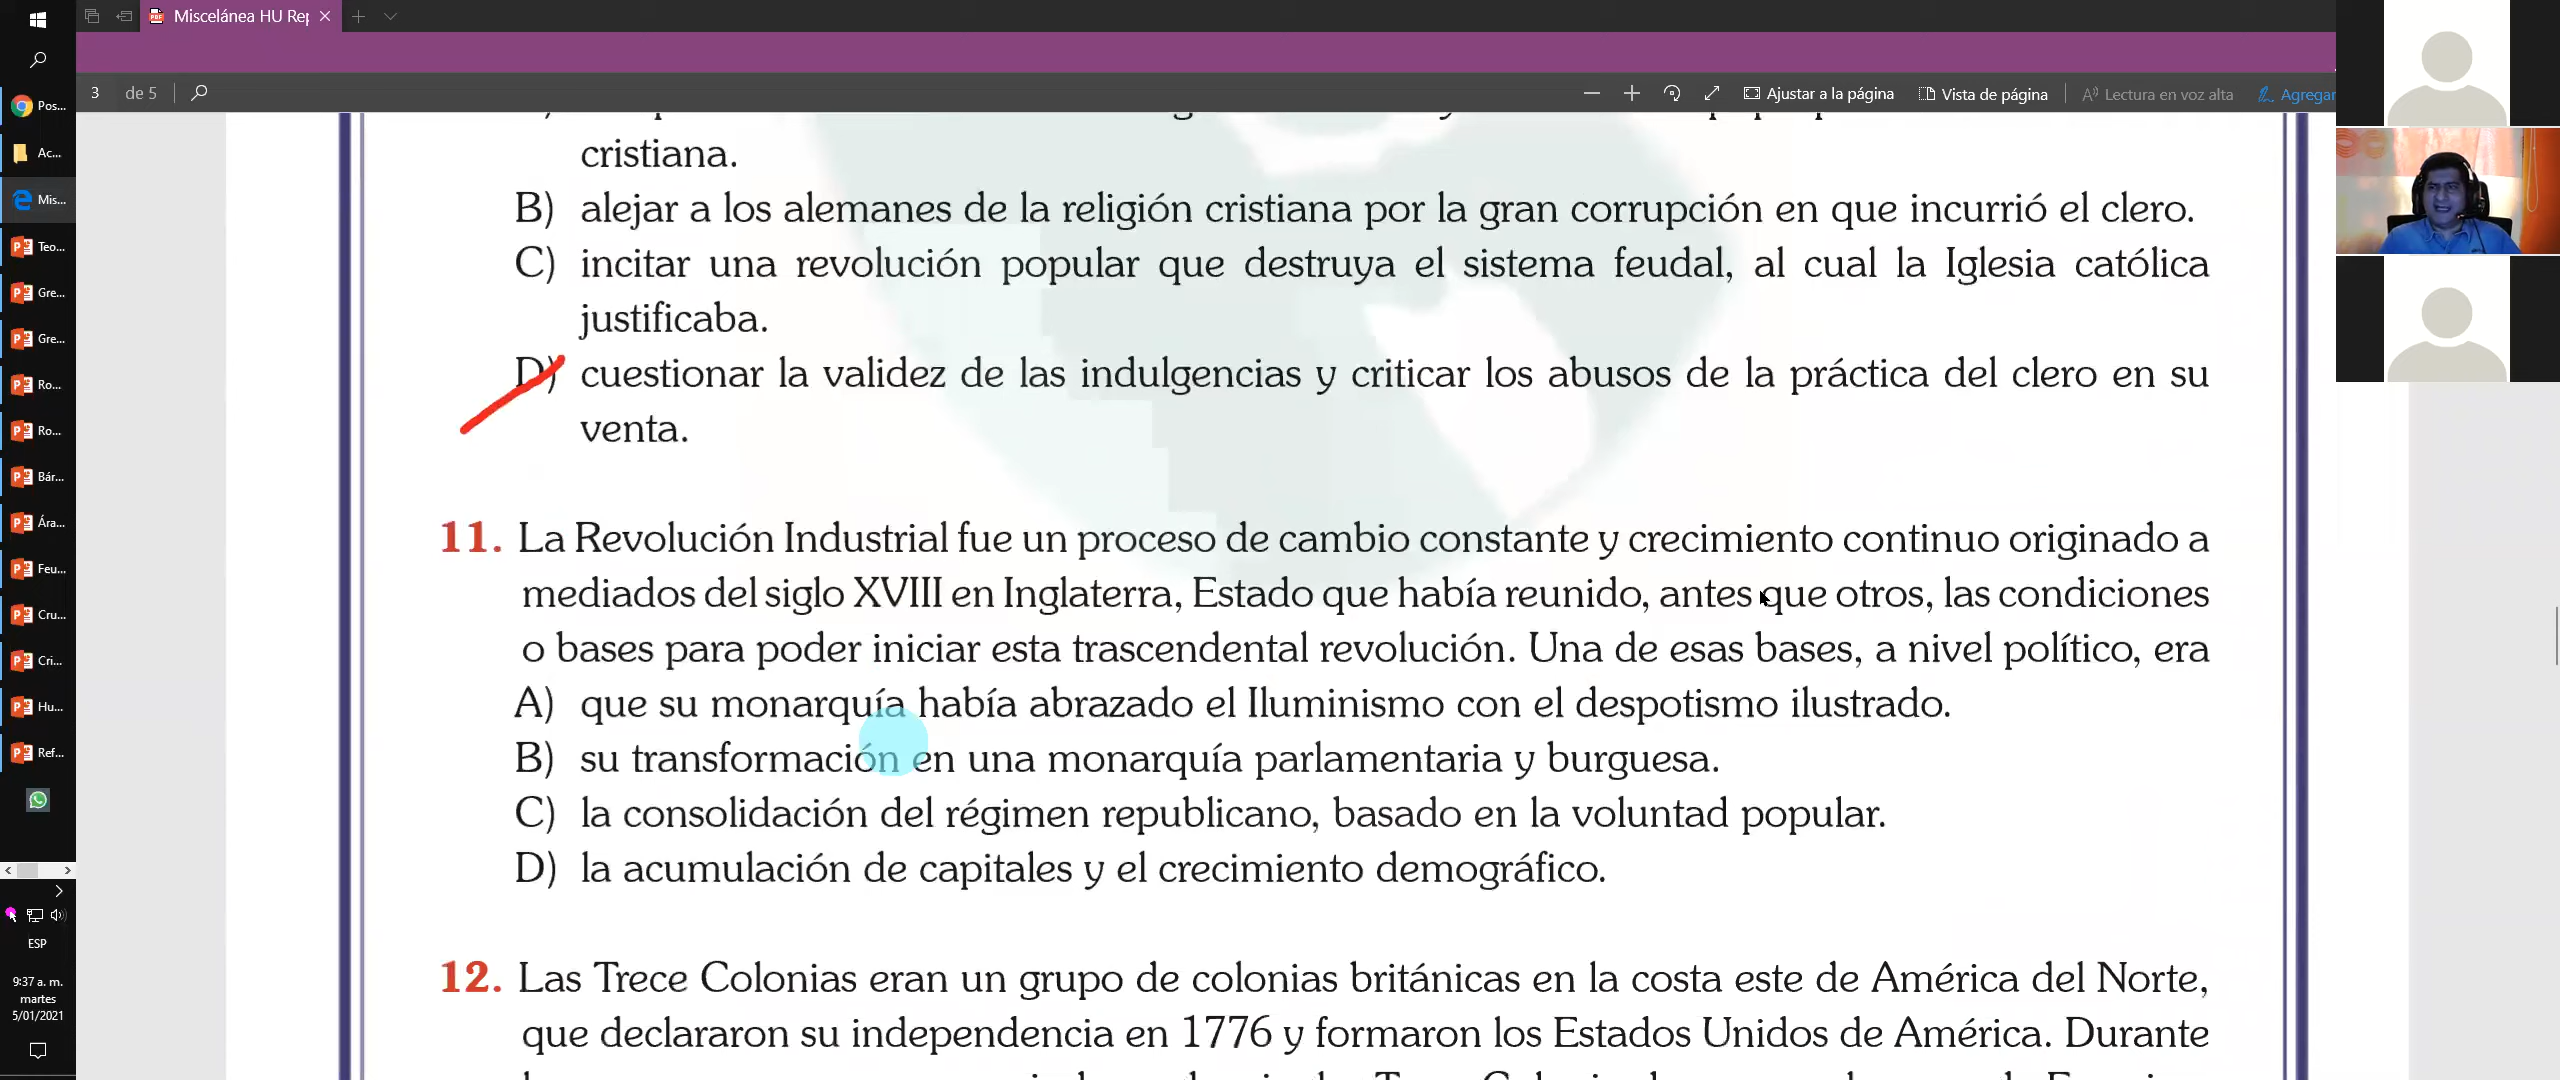 Miscelánea HU Rep
3 de 5
Ajustar a la página
Vista de página
Lectura en voz alta
Agregar
Pos...
Ac...
Mis...
Teo...
Gre...
Gre...
Ro...
Ro...
Bár...
Ára...
Feu...
Cru...
Cri...
Hu...
Ref...
ESP
9:37 a. m.
martes
5/01/2021
cristiana.
B) alejar a los alemanes de la religión cristiana por la gran corrupción en que incurrió el clero.
C) incitar una revolución popular que destruya el sistema feudal, al cual la Iglesia católica
justificaba.
D) cuestionar la validez de las indulgencias y criticar los abusos de la práctica del clero en su
venta.
11. La Revolución Industrial fue un proceso de cambio constante y crecimiento continuo originado a
mediados del siglo XVIII en Inglaterra, Estado que había reunido, antes que otros, las condiciones
o bases para poder iniciar esta trascendental revolución. Una de esas bases, a nivel político, era
A) que su monarquía había abrazado el Iluminismo con el despotismo ilustrado.
B) su transformación en una monarquía parlamentaria y burguesa.
C) la consolidación del régimen republicano, basado en la voluntad popular.
D) la acumulación de capitales y el crecimiento demográfico.
12. Las Trece Colonias eran un grupo de colonias británicas en la costa este de América del Norte,
que declararon su independencia en 1776 y formaron los Estados Unidos de América. Durante